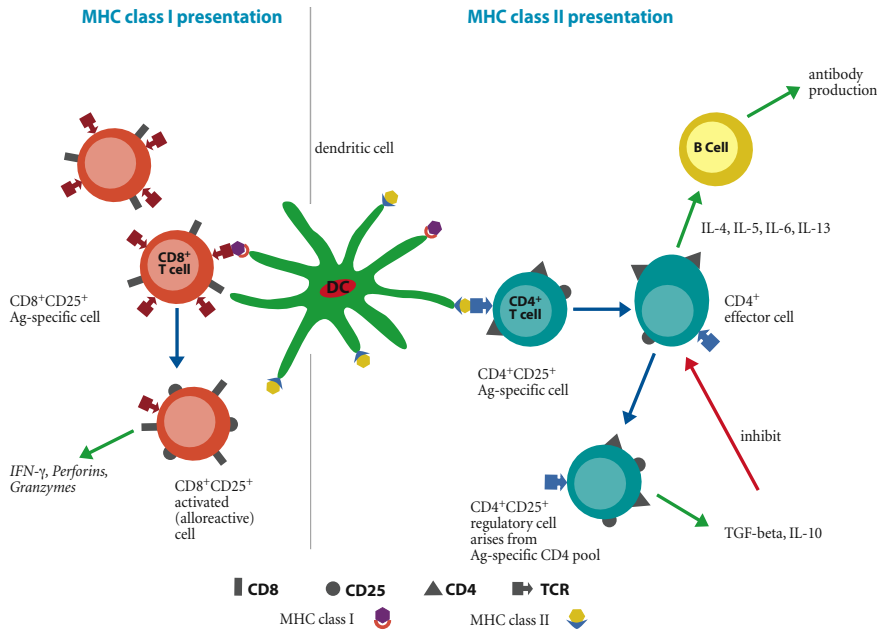 MHC class I presentation
MHC class II presentation
antibody
production
dendritic cell
B Cell
IL-4, IL-5, IL-6, IL-13
CD8⁺
T cell
DC
CD4⁺
T cell
CD8⁺CD25⁺
Ag-specific cell
CD4⁺
effector cell
CD4⁺CD25⁺
Ag-specific cell
inhibit
IFN-γ, Perforins,
Granzymes
CD8⁺CD25⁺
activated
(alloreactive)
cell
CD4⁺CD25⁺
regulatory cell
arises from
Ag-specific CD4 pool
TGF-beta, IL-10
CD8
CD25
CD4
TCR
MHC class I
MHC class II